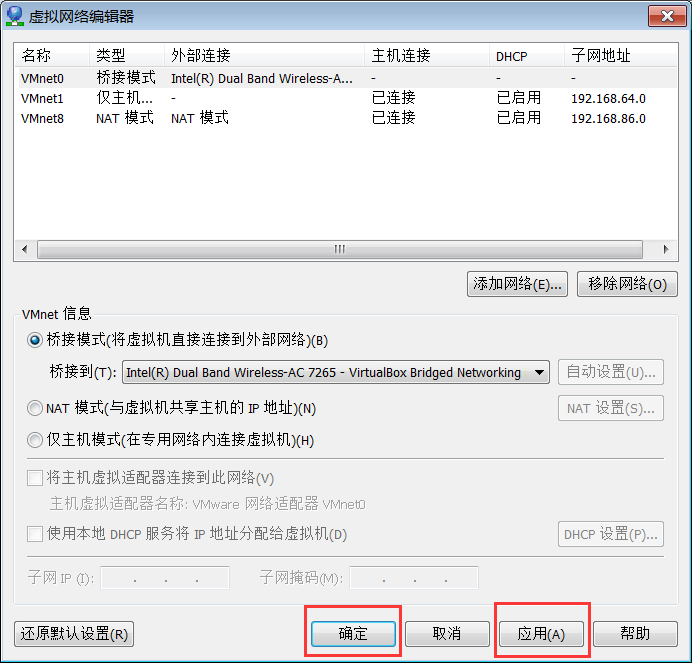 虚拟网络编辑器
名称 类型 外部连接 主机连接 DHCP 子网地址
VMnet0 桥接模式 Intel(R) Dual Band Wireless-A... - - -
VMnet1 仅主机... - 已连接 已启用 192.168.64.0
VMnet8 NAT 模式 NAT 模式 已连接 已启用 192.168.86.0
添加网络(E)... 移除网络(O)
VMnet 信息
桥接模式(将虚拟机直接连接到外部网络)(B)
桥接到(T): Intel(R) Dual Band Wireless-AC 7265 - VirtualBox Bridged Networking 自动设置(U)...
NAT 模式(与虚拟机共享主机的 IP 地址)(N) NAT 设置(S)...
仅主机模式(在专用网络内连接虚拟机)(H)
将主机虚拟适配器连接到此网络(V)
主机虚拟适配器名称: VMware 网络适配器 VMnet0
使用本地 DHCP 服务将 IP 地址分配给虚拟机(D) DHCP 设置(P)...
子网 IP (I): . . . 子网掩码(M): . . .
还原默认设置(R) 确定 取消 应用(A) 帮助